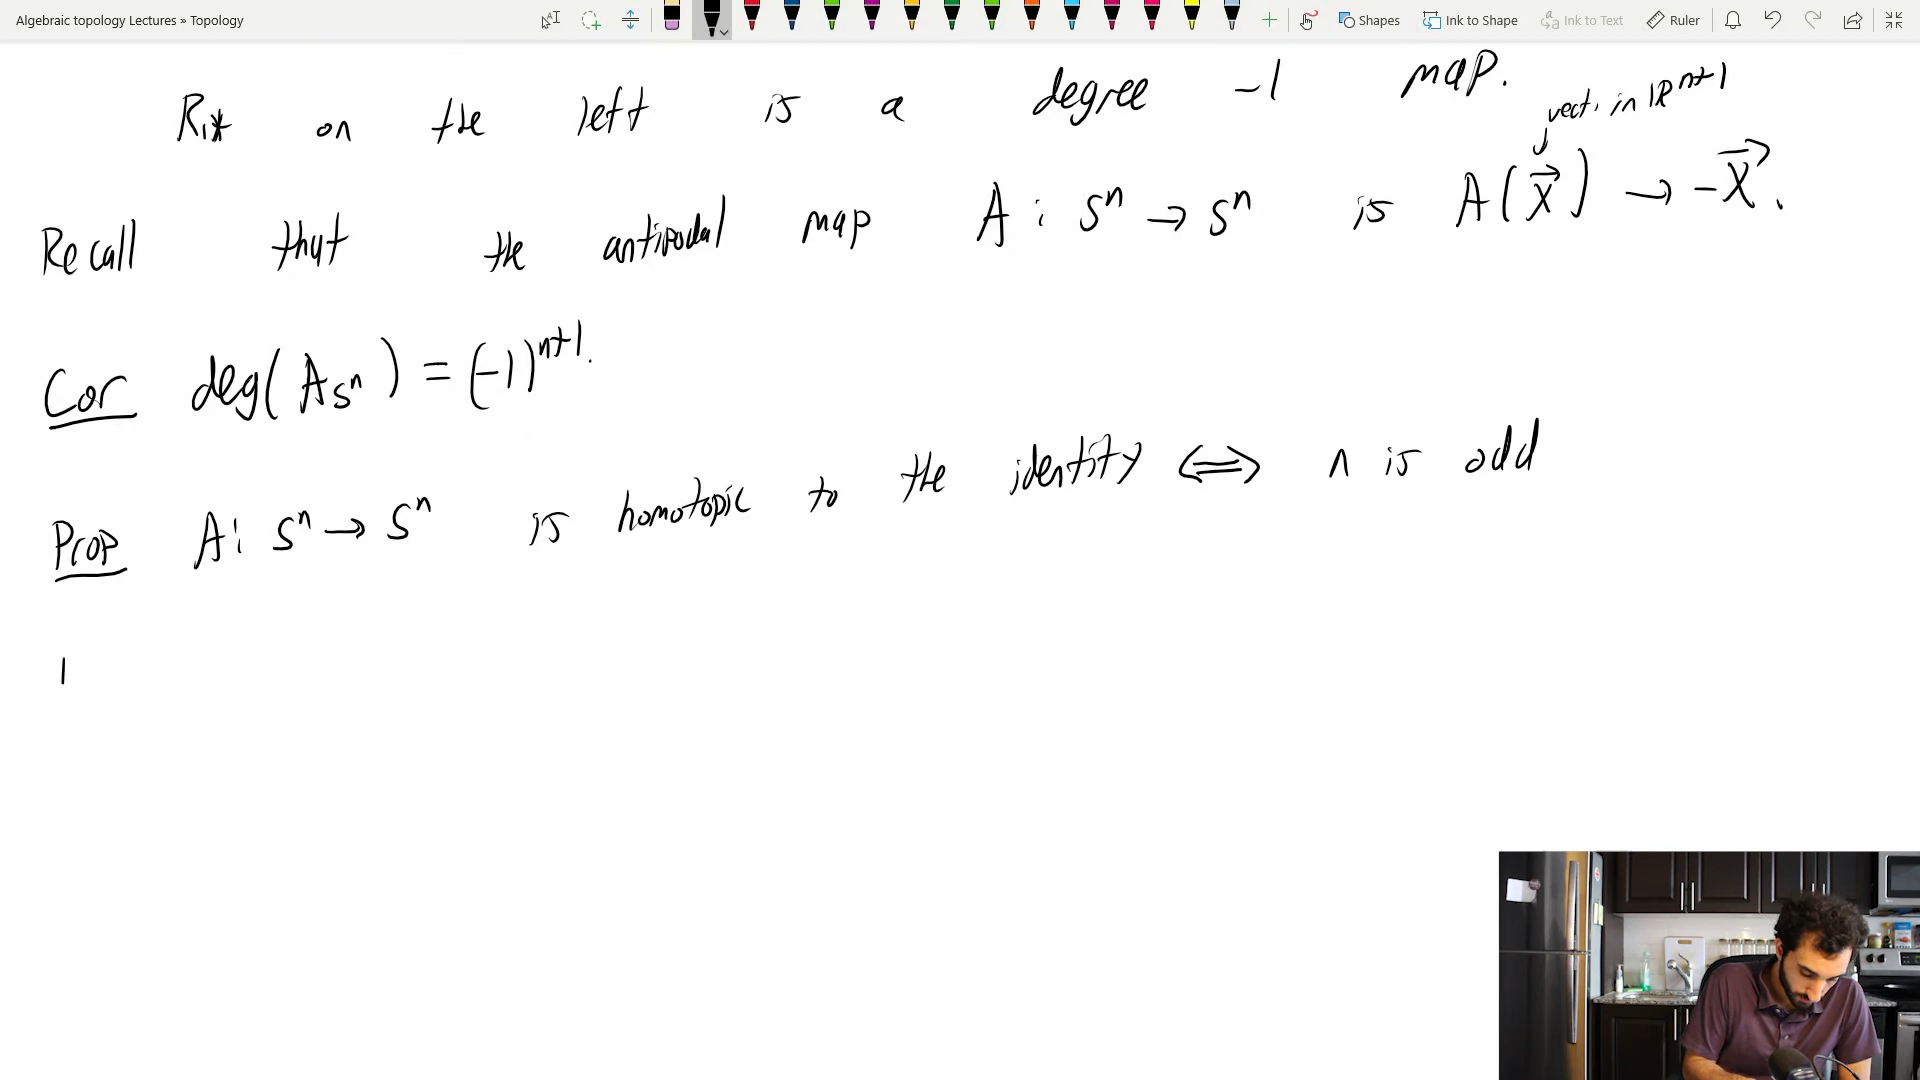 Algebraic topology Lectures » Topology
Shapes Ink to Shape Ink to Text Ruler
R₁* on the left is a degree -1 map.
vect. in ℝⁿ⁺¹
Recall that the antipodal map A : Sⁿ → Sⁿ is A(x⃗) → -x⃗.
Cor deg(A_Sⁿ) = (-1)ⁿ⁺¹.
Prop A: Sⁿ → Sⁿ is homotopic to the identity ⟺ n is odd